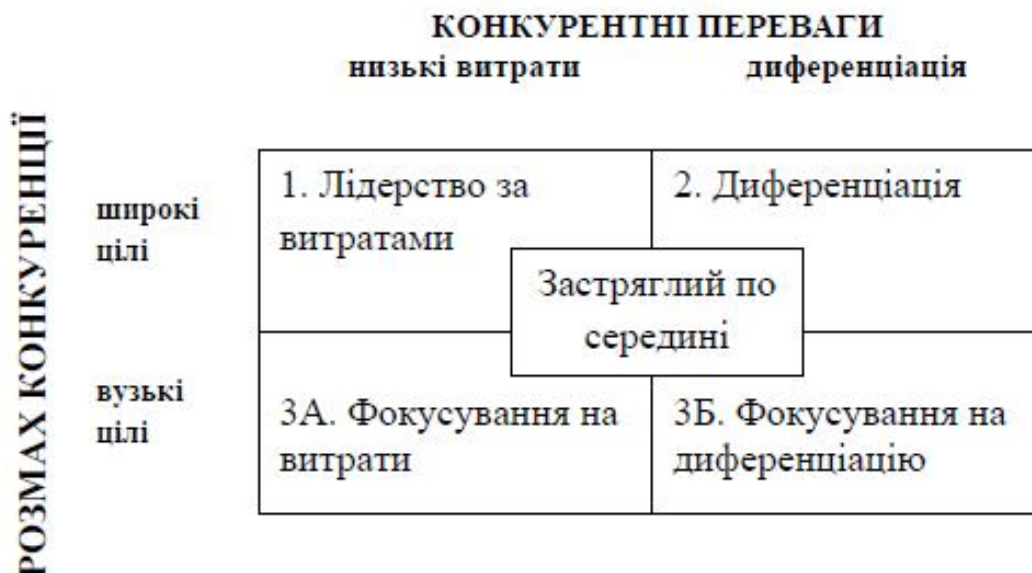 КОНКУРЕНТНІ ПЕРЕВАГИ
низькі витрати
диференціація
РОЗМАХ КОНКУРЕНЦІЇ
широкі
цілі
1. Лідерство за
витратами
2. Диференціація
Застряглий по
середині
вузькі
цілі
3А. Фокусування на
витрати
3Б. Фокусування на
диференціацію